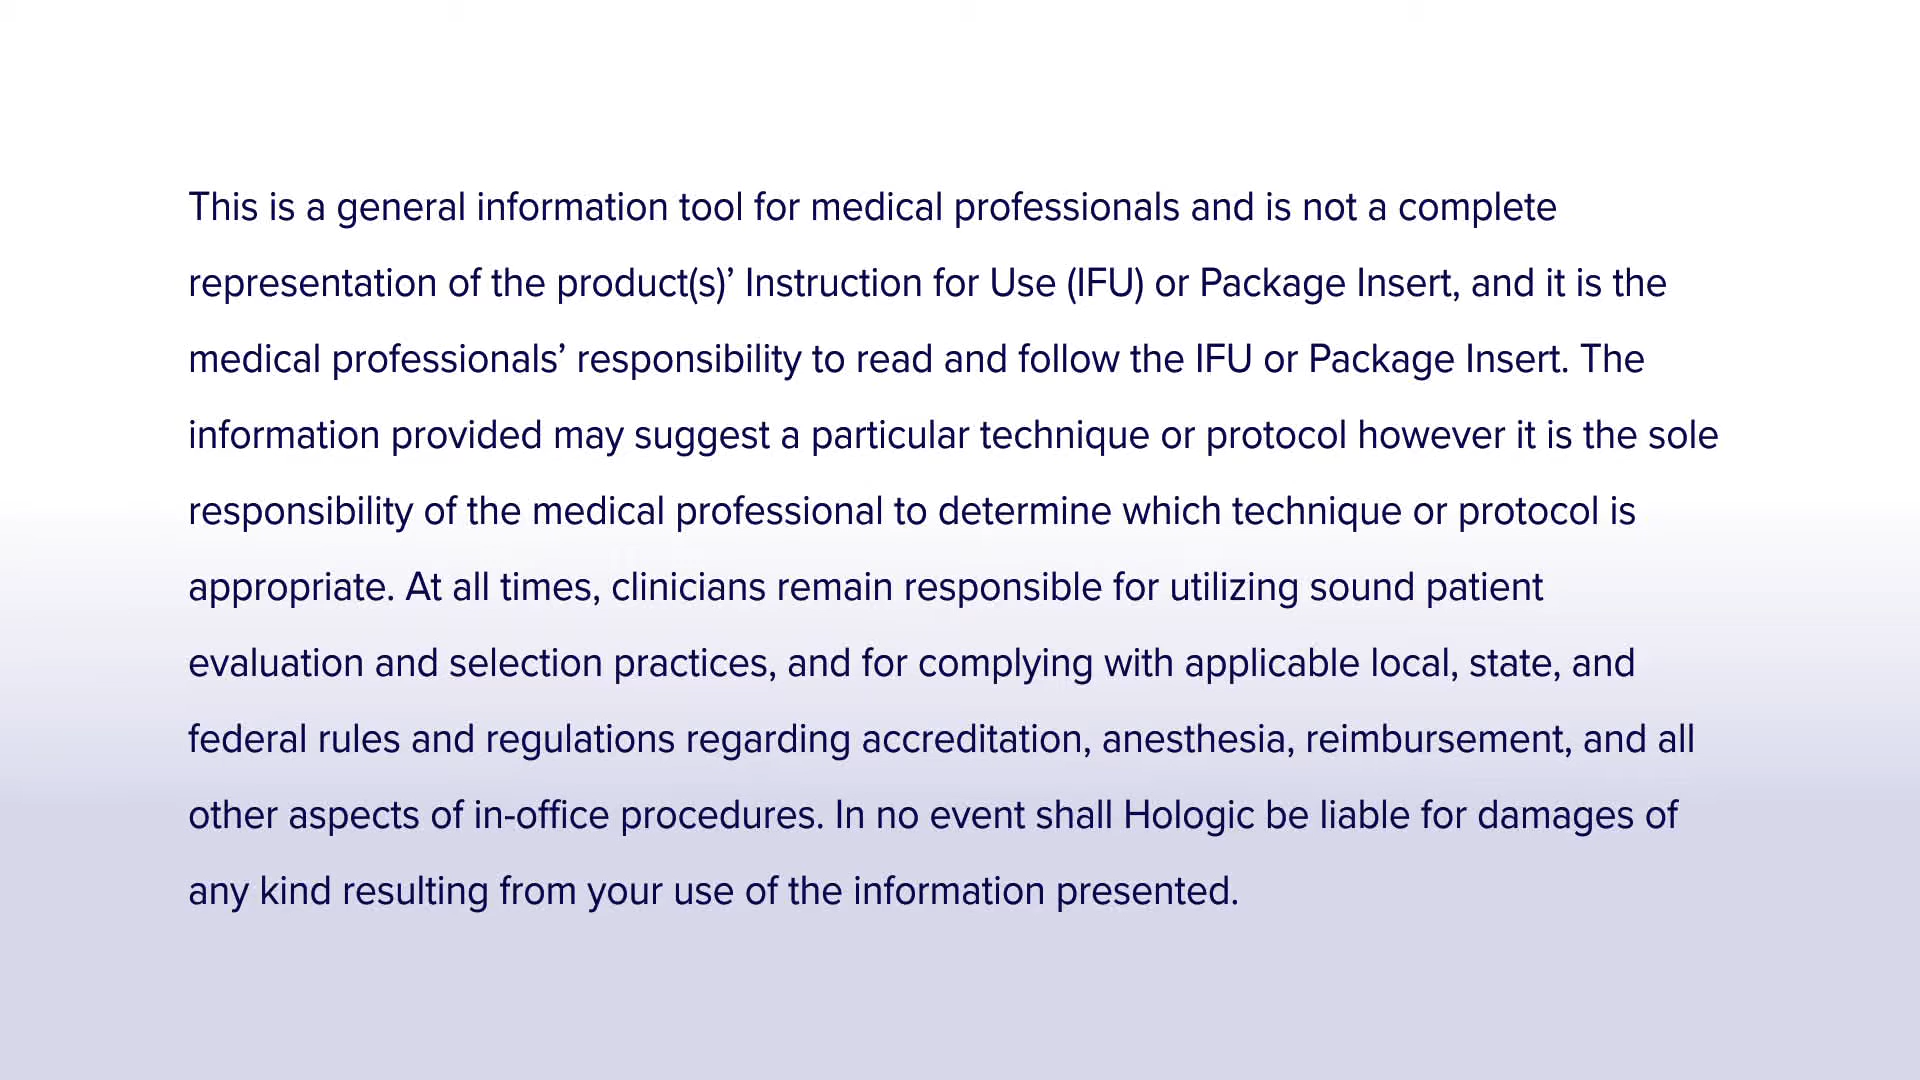 This is a general information tool for medical professionals and is not a complete
representation of the product(s)’ Instruction for Use (IFU) or Package Insert, and it is the
medical professionals’ responsibility to read and follow the IFU or Package Insert. The
information provided may suggest a particular technique or protocol however it is the sole
responsibility of the medical professional to determine which technique or protocol is
appropriate. At all times, clinicians remain responsible for utilizing sound patient
evaluation and selection practices, and for complying with applicable local, state, and
federal rules and regulations regarding accreditation, anesthesia, reimbursement, and all
other aspects of in-office procedures. In no event shall Hologic be liable for damages of
any kind resulting from your use of the information presented.